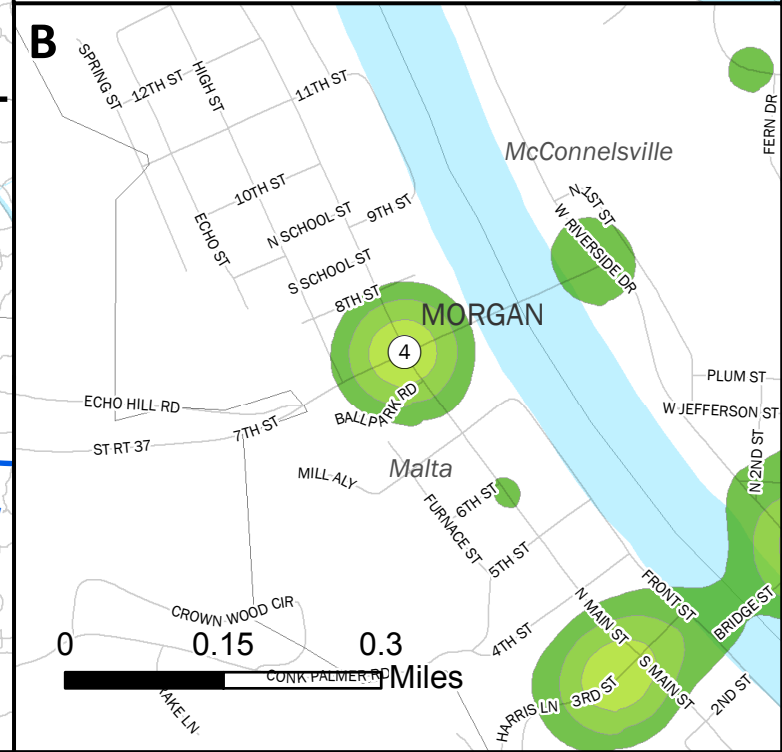 B
SPRING ST
12TH ST
HIGH ST
11TH ST
FERN DR
McConnelsville
10TH ST
N 1ST ST
ECHO ST
N SCHOOL ST
9TH ST
W RIVERSIDE DR
S SCHOOL ST
8TH ST
MORGAN
4
PLUM ST
ECHO HILL RD
BALLPARK RD
W JEFFERSON ST
7TH ST
ST RT 37
N 2ND ST
Malta
MILL ALY
6TH ST
FURNACE ST
5TH ST
FRONT ST
N MAIN ST
BRIDGE ST
CROWN WOOD CIR
4TH ST
0 0.15 0.3
Miles
CONK PALMER RD
S MAIN ST
3RD ST
2ND ST
HARRIS LN